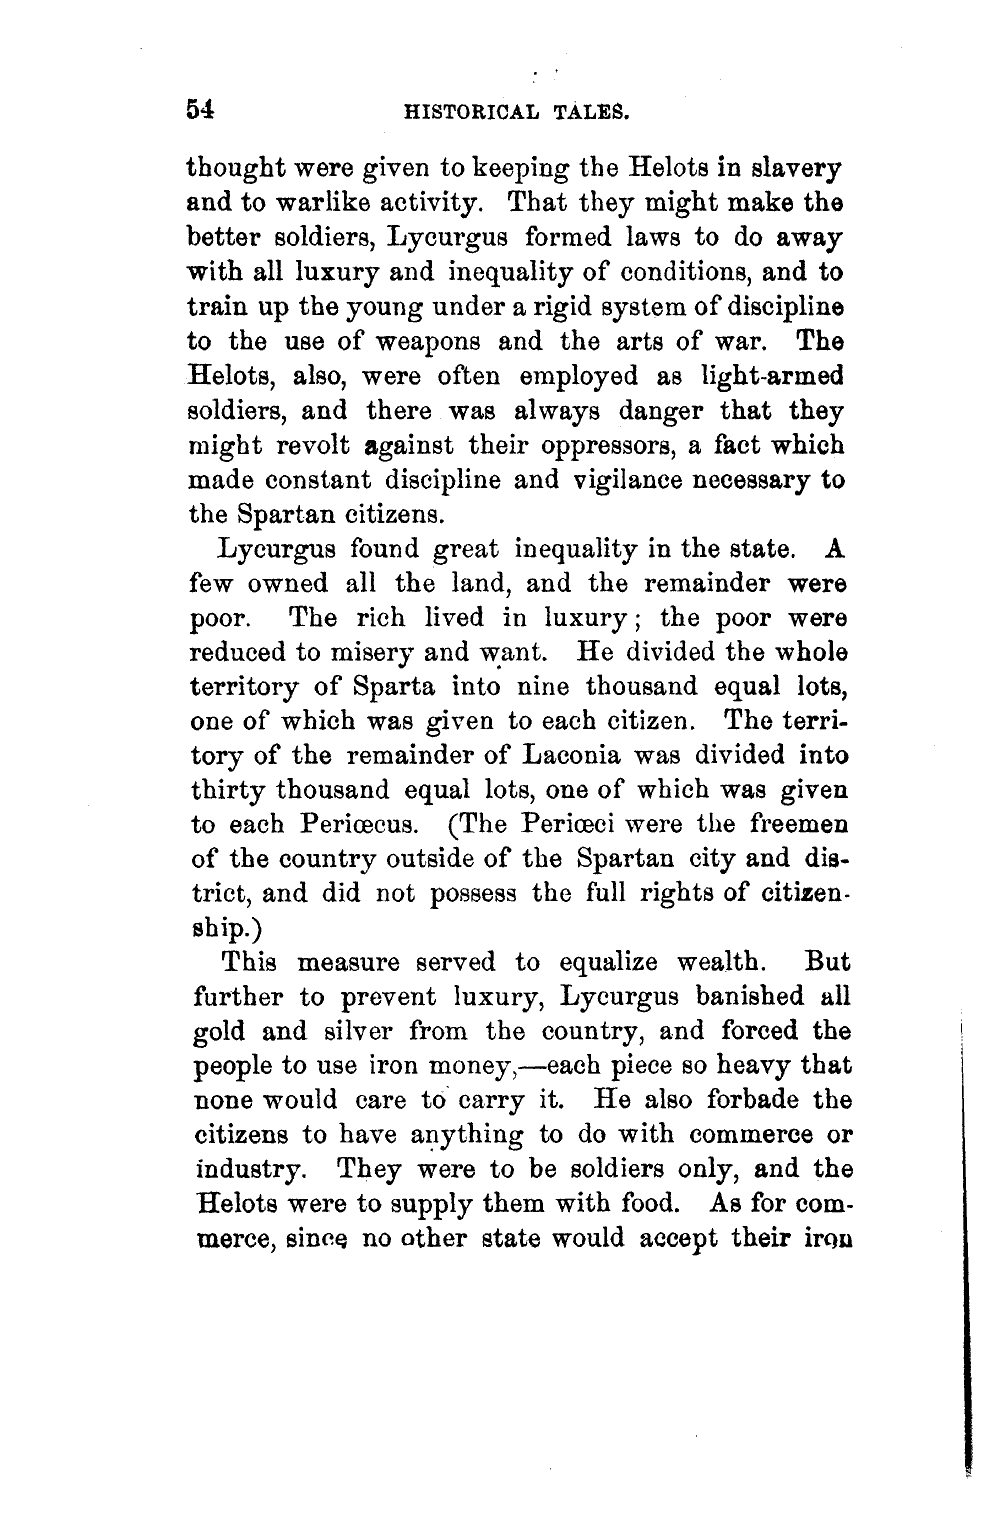 54 HISTORICAL TALES.
thought were given to keeping the Helots in slavery
and to warlike activity. That they might make the
better soldiers, Lycurgus formed laws to do away
with all luxury and inequality of conditions, and to
train up the young under a rigid system of discipline
to the use of weapons and the arts of war. The
Helots, also, were often employed as light-armed
soldiers, and there was always danger that they
might revolt against their oppressors, a fact which
made constant discipline and vigilance necessary to
the Spartan citizens.
Lycurgus found great inequality in the state. A
few owned all the land, and the remainder were
poor. The rich lived in luxury; the poor were
reduced to misery and want. He divided the whole
territory of Sparta into nine thousand equal lots,
one of which was given to each citizen. The terri-
tory of the remainder of Laconia was divided into
thirty thousand equal lots, one of which was given
to each Periœcus. (The Periœci were the freemen
of the country outside of the Spartan city and dis-
trict, and did not possess the full rights of citizen-
ship.)
This measure served to equalize wealth. But
further to prevent luxury, Lycurgus banished all
gold and silver from the country, and forced the
people to use iron money,—each piece so heavy that
none would care to carry it. He also forbade the
citizens to have anything to do with commerce or
industry. They were to be soldiers only, and the
Helots were to supply them with food. As for com-
merce, since no other state would accept their iron